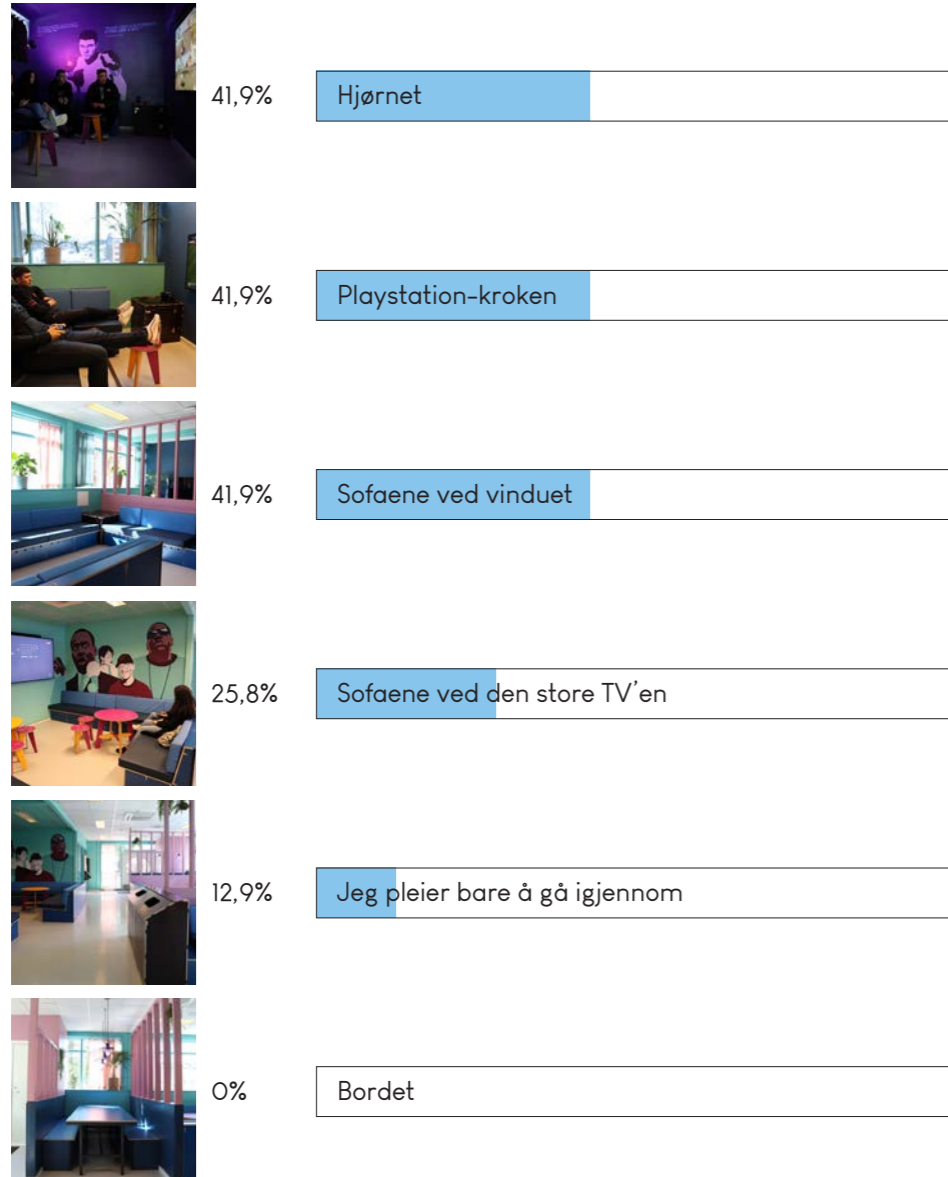 41,9%
Hjørnet
41,9%
Playstation-kroken
41,9%
Sofaene ved vinduet
25,8%
Sofaene ved den store TV'en
12,9%
Jeg pleier bare å gå igjennom
0%
Bordet